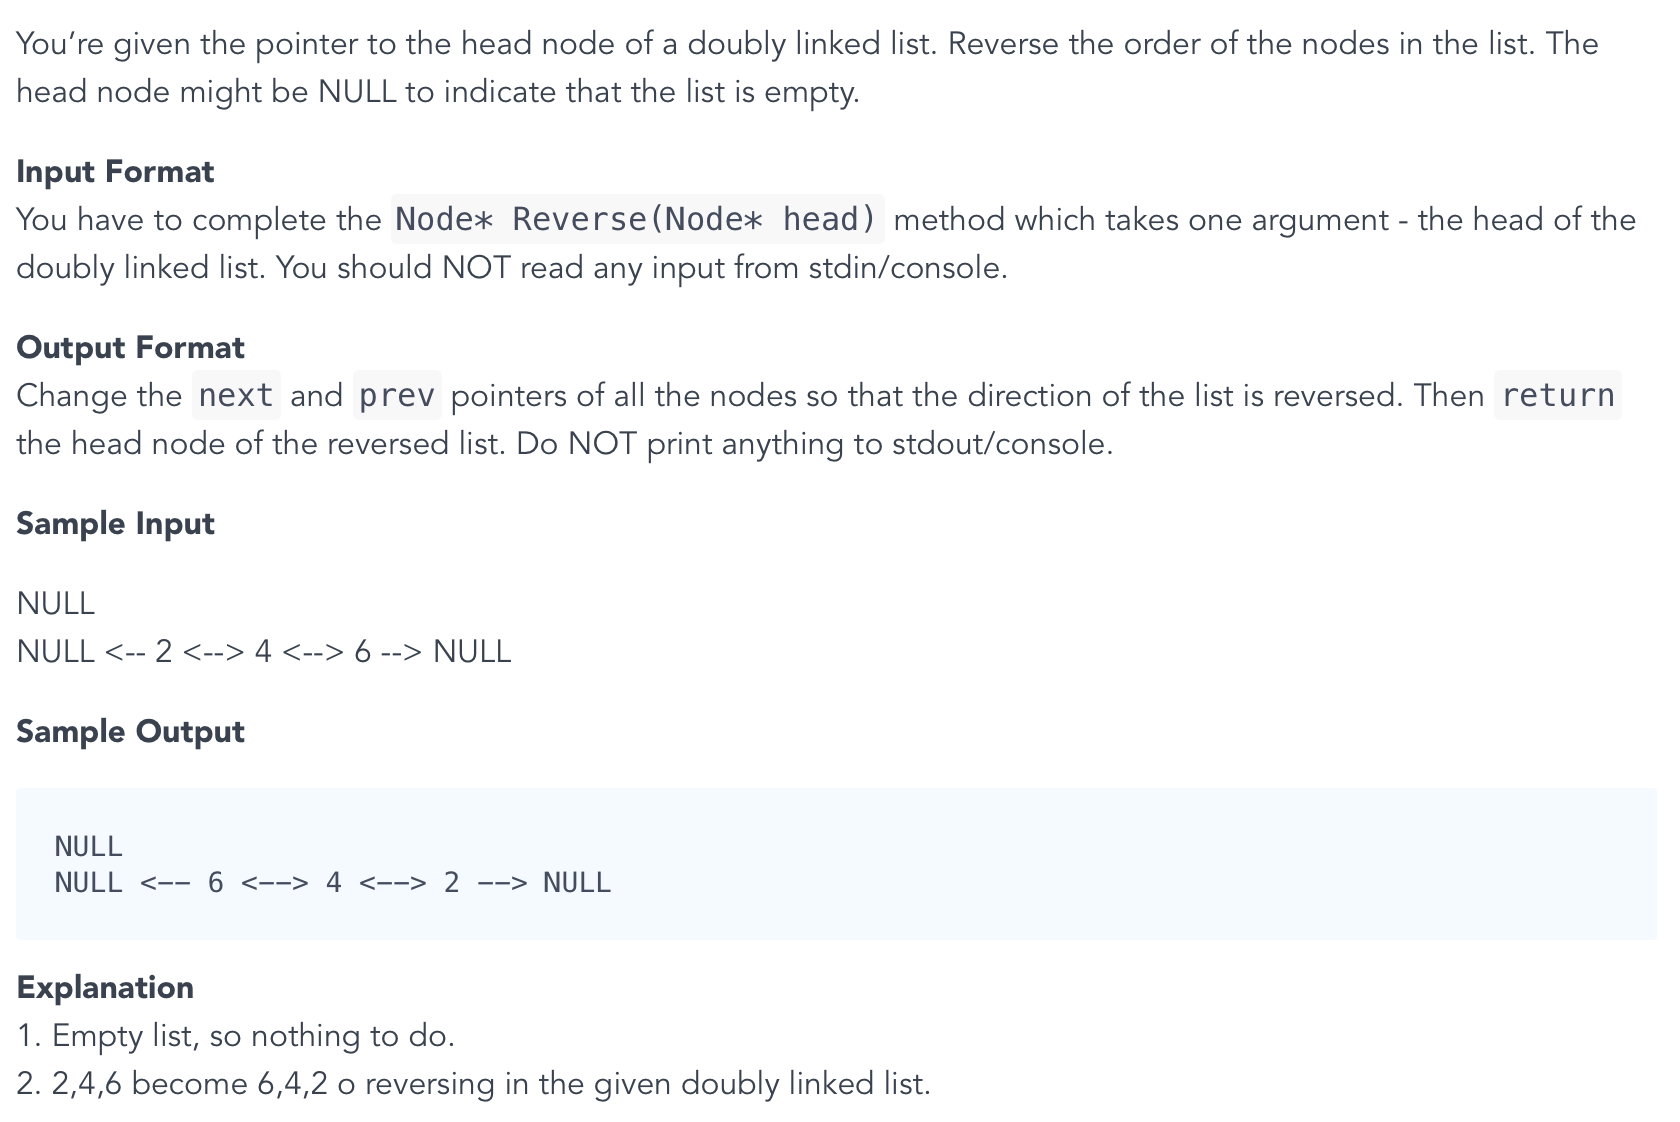 You’re given the pointer to the head node of a doubly linked list. Reverse the order of the nodes in the list. The
head node might be NULL to indicate that the list is empty.
Input Format
You have to complete the Node* Reverse(Node* head) method which takes one argument - the head of the
doubly linked list. You should NOT read any input from stdin/console.
Output Format
Change the next and prev pointers of all the nodes so that the direction of the list is reversed. Then return
the head node of the reversed list. Do NOT print anything to stdout/console.
Sample Input
NULL
NULL <-- 2 <--> 4 <--> 6 --> NULL
Sample Output
NULL
NULL <-- 6 <--> 4 <--> 2 --> NULL
Explanation
1. Empty list, so nothing to do.
2. 2,4,6 become 6,4,2 o reversing in the given doubly linked list.